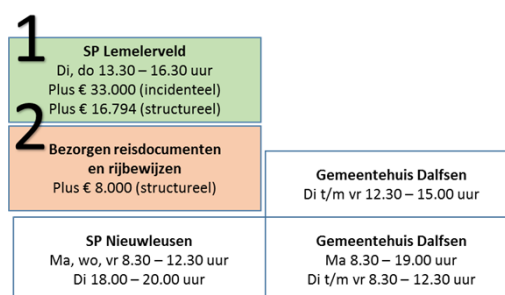 1
SP Lemelerveld
Di, do 13.30 – 16.30 uur
Plus € 33.000 (incidenteel)
Plus € 16.794 (structureel)
2
Bezorgen reisdocumenten
en rijbewijzen
Plus € 8.000 (structureel)
Gemeentehuis Dalfsen
Di t/m vr 12.30 – 15.00 uur
SP Nieuwleusen
Ma, wo, vr 8.30 – 12.30 uur
Di 18.00 – 20.00 uur
Gemeentehuis Dalfsen
Ma 8.30 – 19.00 uur
Di t/m vr 8.30 – 12.30 uur